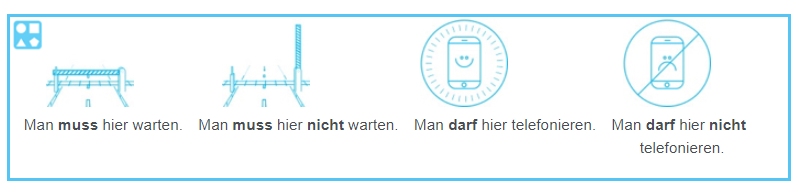 Man muss hier warten.
Man muss hier nicht warten.
Man darf hier telefonieren.
Man darf hier nicht
telefonieren.